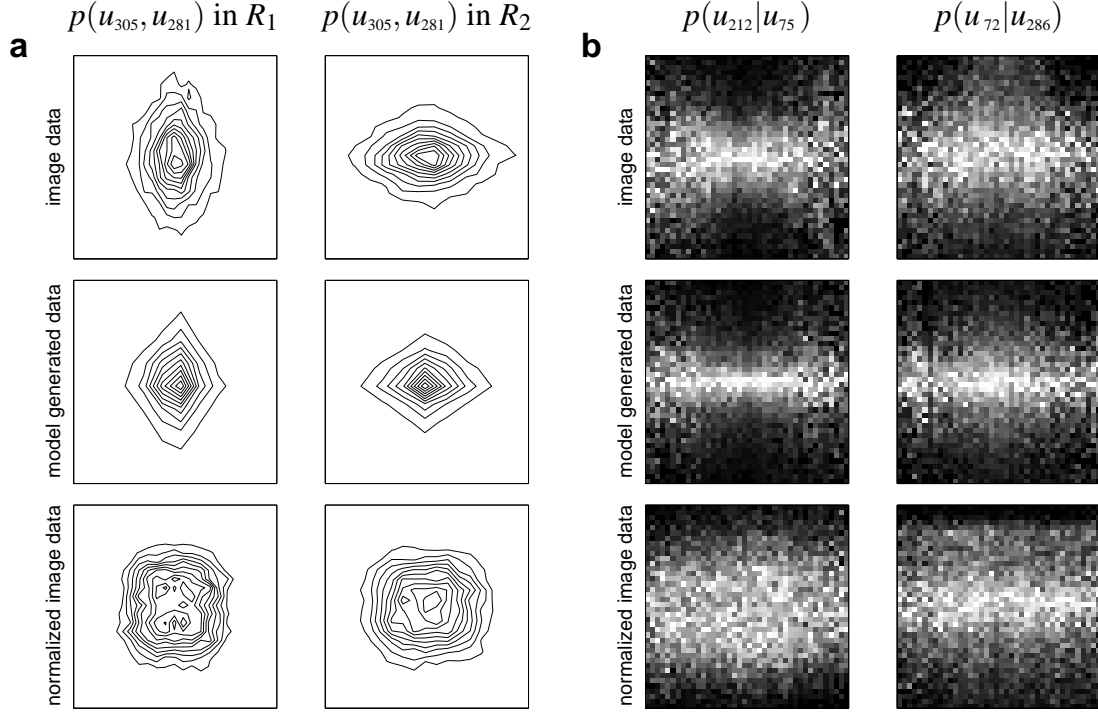 p(u₃₀₅, u₂₈₁) in R₁
p(u₃₀₅, u₂₈₁) in R₂
p(u₂₁₂|u₇₅)
p(u₇₂|u₂₈₆)
a
b
image data
image data
model generated data
model generated data
normalized image data
normalized image data